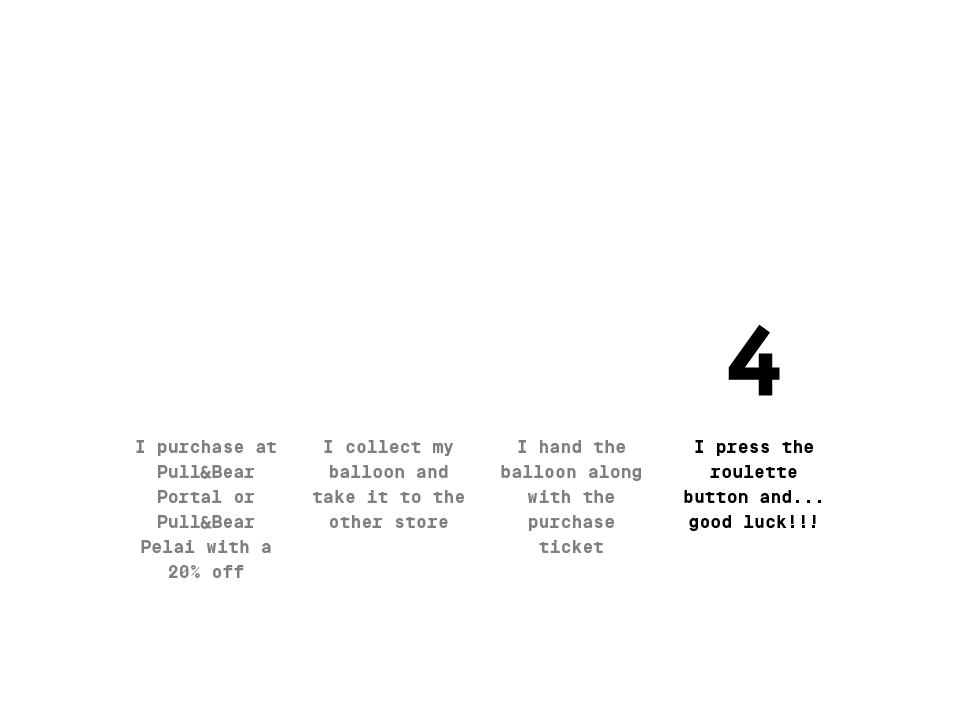 4
I purchase at
Pull&Bear
Portal or
Pull&Bear
Pelai with a
20% off
I collect my
balloon and
take it to the
other store
I hand the
balloon along
with the
purchase
ticket
I press the
roulette
button and...
good luck!!!